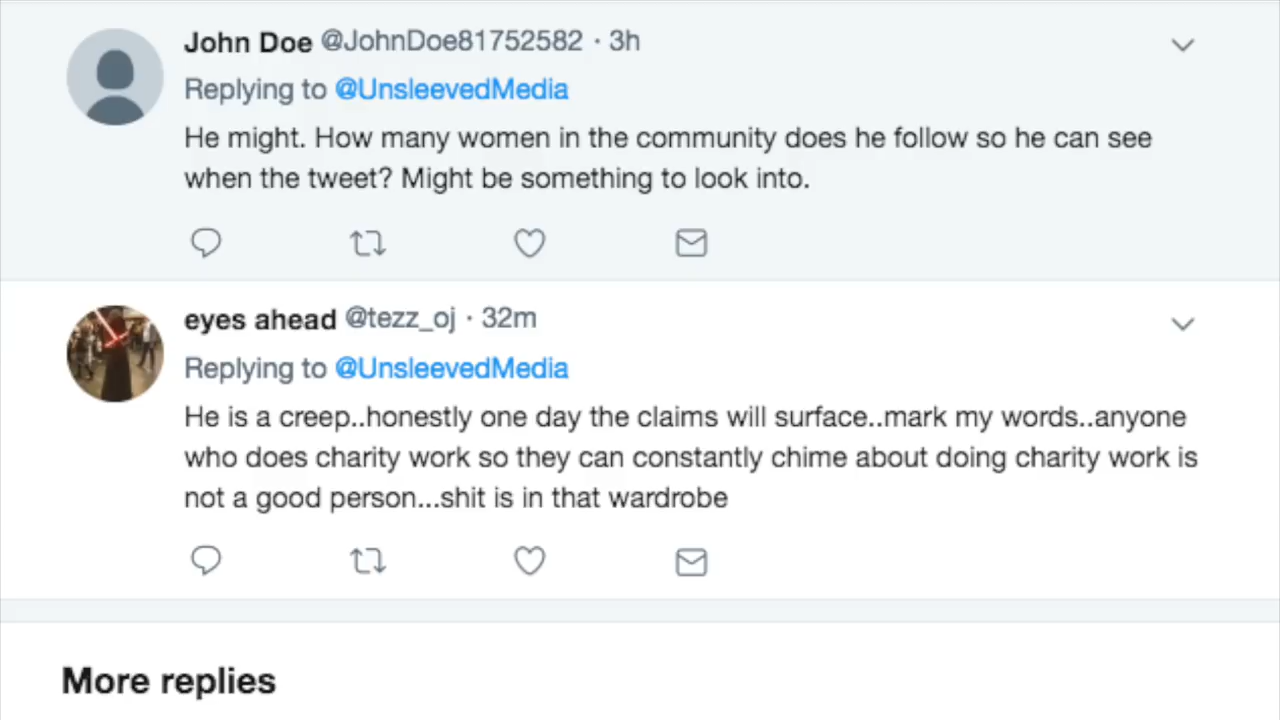 John Doe @JohnDoe81752582 · 3h
Replying to @UnsleevedMedia
He might. How many women in the community does he follow so he can see
when the tweet? Might be something to look into.
eyes ahead @tezz_oj · 32m
Replying to @UnsleevedMedia
He is a creep..honestly one day the claims will surface..mark my words..anyone
who does charity work so they can constantly chime about doing charity work is
not a good person...shit is in that wardrobe
More replies